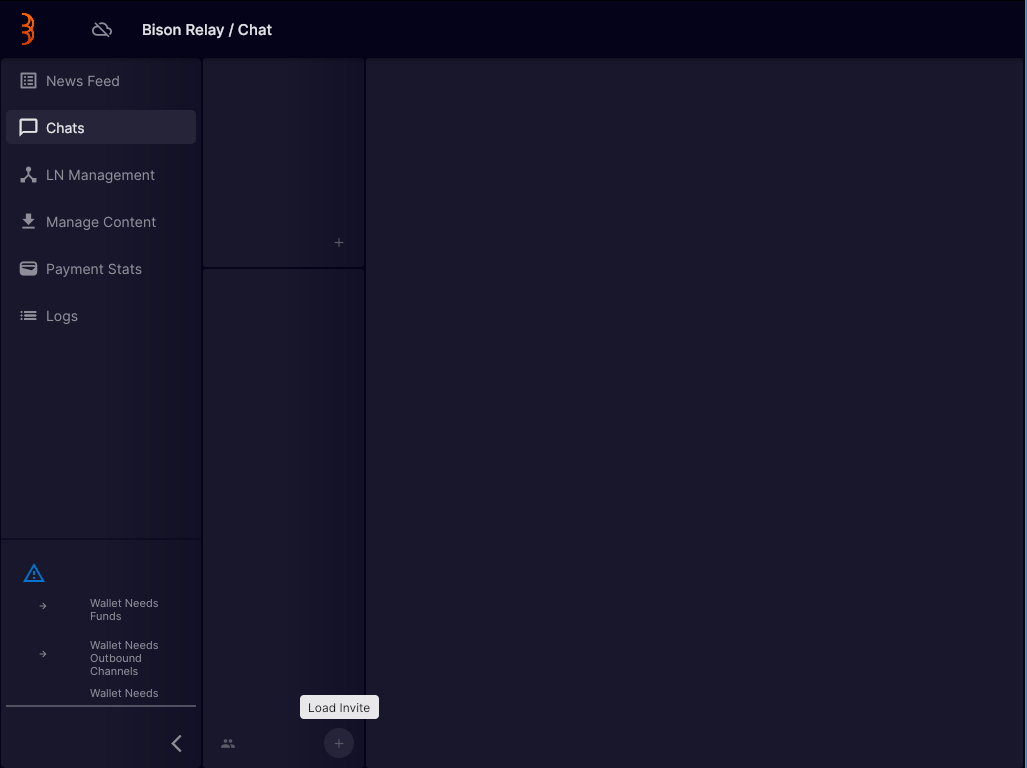 Bison Relay / Chat
News Feed
Chats
LN Management
Manage Content
Payment Stats
Logs
Wallet Needs
Funds
Wallet Needs
Outbound
Channels
Wallet Needs
Load Invite